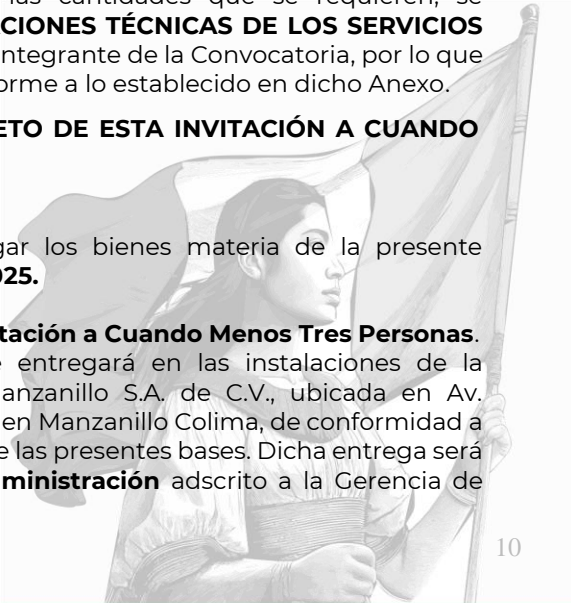 las cantidades que se requieren, se
CIONES TÉCNICAS DE LOS SERVICIOS
ntegrante de la Convocatoria, por lo que
orme a lo establecido en dicho Anexo.
ETO DE ESTA INVITACIÓN A CUANDO
gar los bienes materia de la presente
025.
tación a Cuando Menos Tres Personas.
e entregará en las instalaciones de la
anzanillo S.A. de C.V., ubicada en Av.
en Manzanillo Colima, de conformidad a
e las presentes bases. Dicha entrega será
ministración adscrito a la Gerencia de
10